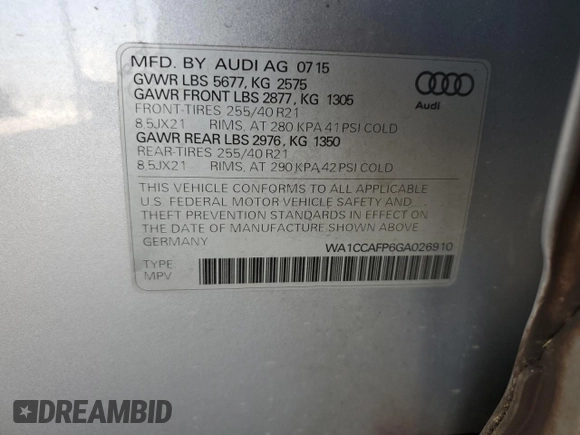 MFD. BY AUDI AG 07 15
GVWR LBS 5677, KG 2575
GAWR FRONT LBS 2877, KG 1305
FRONT-TIRES 255/40 R21
8,5JX21 RIMS, AT 280 KPA 41 PSI COLD
GAWR REAR LBS 2976, KG 1350
REAR-TIRES 255/40 R21
8,5JX21 RIMS, AT 290 KPA, 42 PSI COLD
Audi
THIS VEHICLE CONFORMS TO ALL APPLICABLE
U.S. FEDERAL MOTOR VEHICLE SAFETY AND
THEFT PREVENTION STANDARDS IN EFFECT ON
THE DATE OF MANUFACTURE SHOWN ABOVE
GERMANY WA1CCAFP6GA026910
TYPE
MPV
DREAMBID